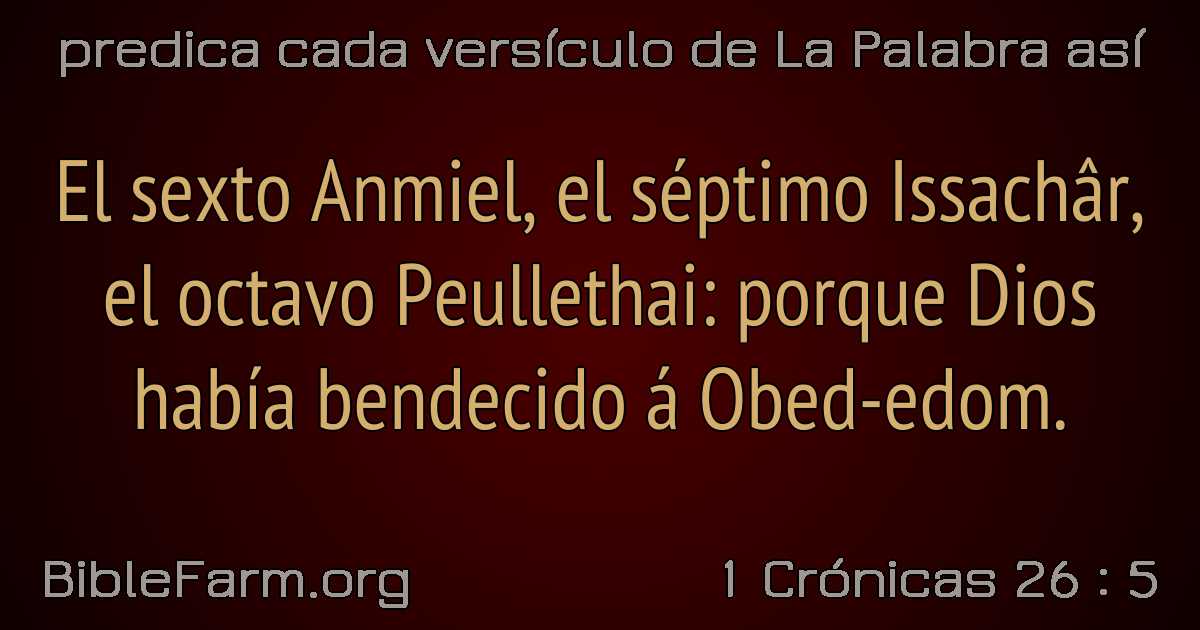 predica cada versículo de La Palabra así
El sexto Anmiel, el séptimo Issachâr,
el octavo Peullethai: porque Dios
había bendecido á Obed-edom.
BibleFarm.org
1 Crónicas 26 : 5